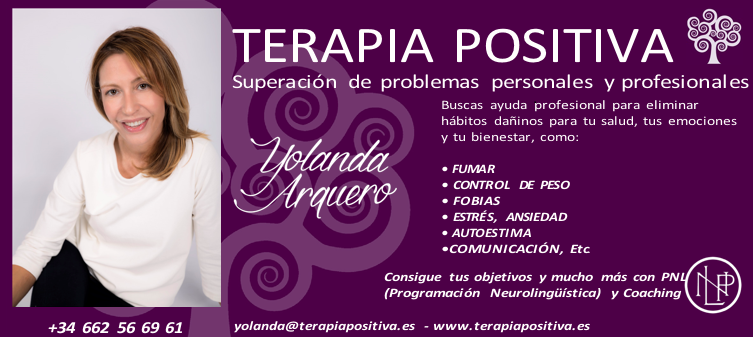 TERAPIA POSITIVA
Superación de problemas personales y profesionales
Buscas ayuda profesional para eliminar
hábitos dañinos para tu salud, tus emociones
y tu bienestar, como:
Yolanda
Arquero
• FUMAR
• CONTROL DE PESO
• FOBIAS
• ESTRÉS, ANSIEDAD
• AUTOESTIMA
•COMUNICACIÓN, Etc
Consigue tus objetivos y mucho más con PNL
(Programación Neurolingüística) y Coaching
NLP
+34 662 56 69 61
yolanda@terapiapositiva.es - www.terapiapositiva.es